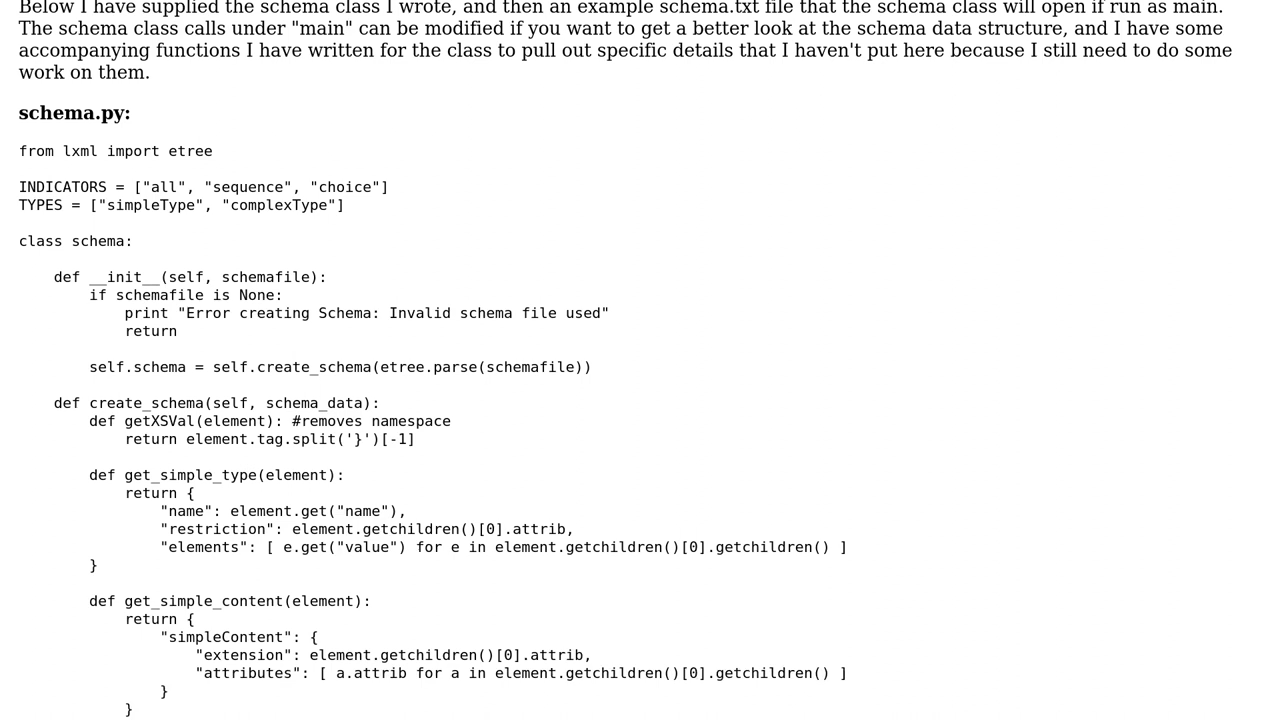 Below I have supplied the schema class I wrote, and then an example schema.txt file that the schema class will open if run as main.
The schema class calls under "main" can be modified if you want to get a better look at the schema data structure, and I have some
accompanying functions I have written for the class to pull out specific details that I haven't put here because I still need to do some
work on them.
schema.py:
from lxml import etree
INDICATORS = ["all", "sequence", "choice"]
TYPES = ["simpleType", "complexType"]
class schema:
    def __init__(self, schemafile):
        if schemafile is None:
            print "Error creating Schema: Invalid schema file used"
            return
        self.schema = self.create_schema(etree.parse(schemafile))
    def create_schema(self, schema_data):
        def getXSVal(element): #removes namespace
            return element.tag.split('}')[-1]
        def get_simple_type(element):
            return {
                "name": element.get("name"),
                "restriction": element.getchildren()[0].attrib,
                "elements": [ e.get("value") for e in element.getchildren()[0].getchildren() ]
        }
        def get_simple_content(element):
            return {
                "simpleContent": {
                    "extension": element.getchildren()[0].attrib,
                    "attributes": [ a.attrib for a in element.getchildren()[0].getchildren() ]
                }
            }